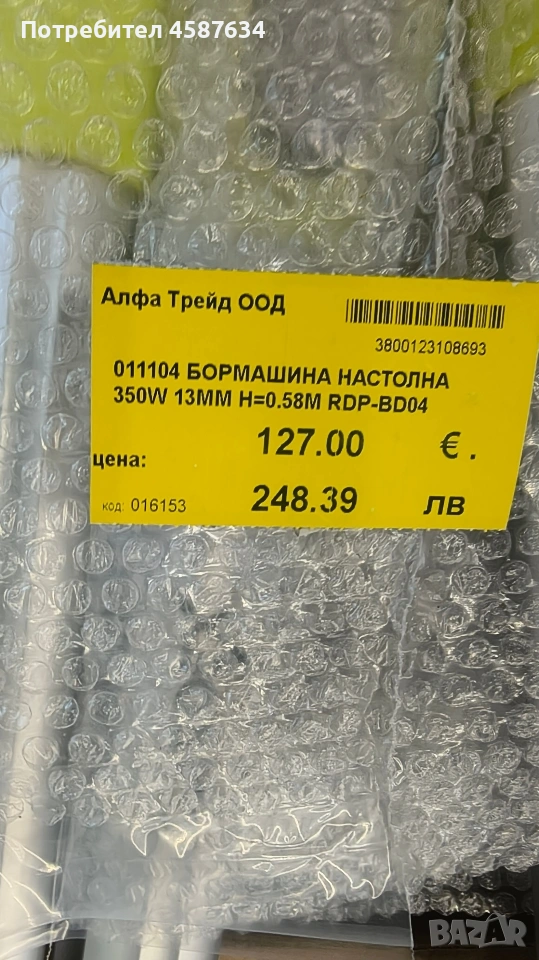 Потребител 4587634
Алфа Трейд ООД
3800123108693
011104 БОРМАШИНА НАСТОЛНА
350W 13MM H=0.58M RDP-BD04
127.00 € .
цена:
248.39 ЛВ
код: 016153
BAZAR